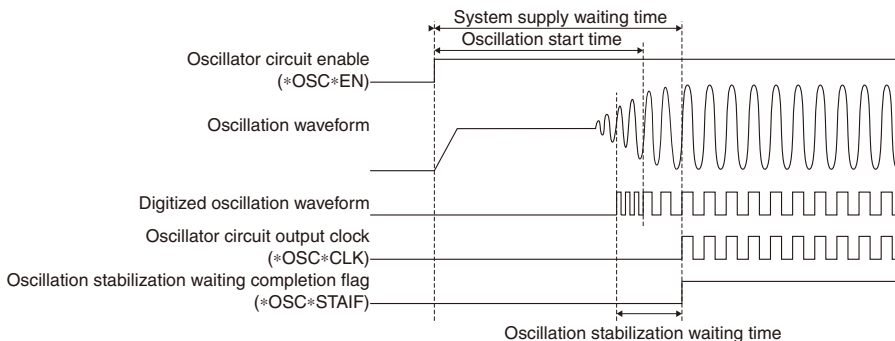 System supply waiting time
Oscillation start time
Oscillator circuit enable
(*OSC*EN)
Oscillation waveform
Digitized oscillation waveform
Oscillator circuit output clock
(*OSC*CLK)
Oscillation stabilization waiting completion flag
(*OSC*STAIF)
Oscillation stabilization waiting time